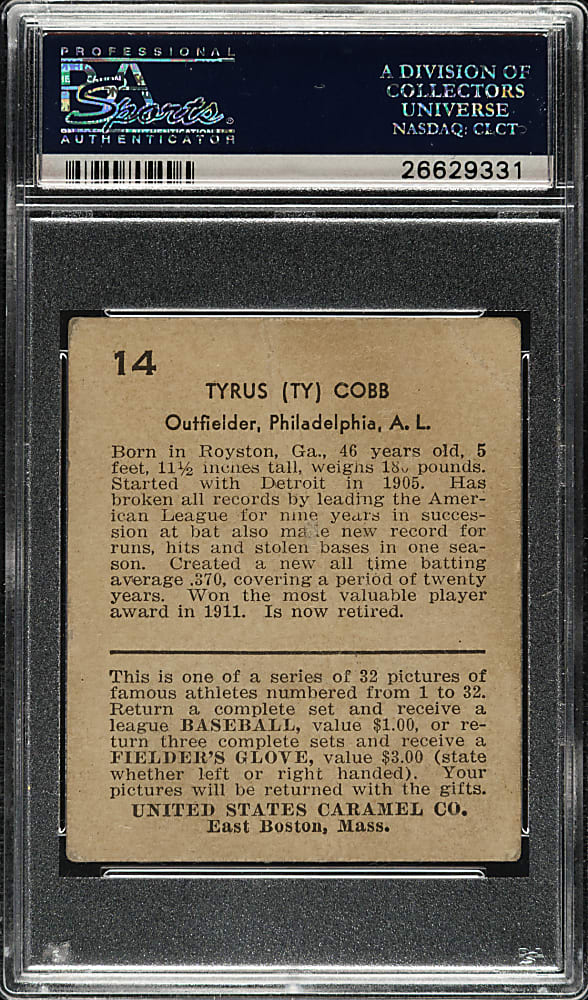 PROFESSIONAL
PSA
Sports
AUTHENTICATOR
A DIVISION OF
COLLECTORS
UNIVERSE
NASDAQ: CLCT
26629331
14
TYRUS (TY) COBB
Outfielder, Philadelphia, A. L.
Born in Royston, Ga., 46 years old, 5
feet, 11½ inches tall, weighs pounds.
Started with Detroit in 1905. Has
broken all records by leading the Amer-
ican League for nine years in succes-
sion at bat also made new record for
runs, hits and stolen bases in one sea-
son. Created a new all time batting
average .370, covering a period of twenty
years. Won the most valuable player
award in 1911. Is now retired.
This is one of a series of 32 pictures of
famous athletes numbered from 1 to 32.
Return a complete set and receive a
league BASEBALL, value $1.00, or re-
turn three complete sets and receive a
FIELDER'S GLOVE, value $3.00 (state
whether left or right handed). Your
pictures will be returned with the gifts.
UNITED STATES CARAMEL CO.
East Boston, Mass.